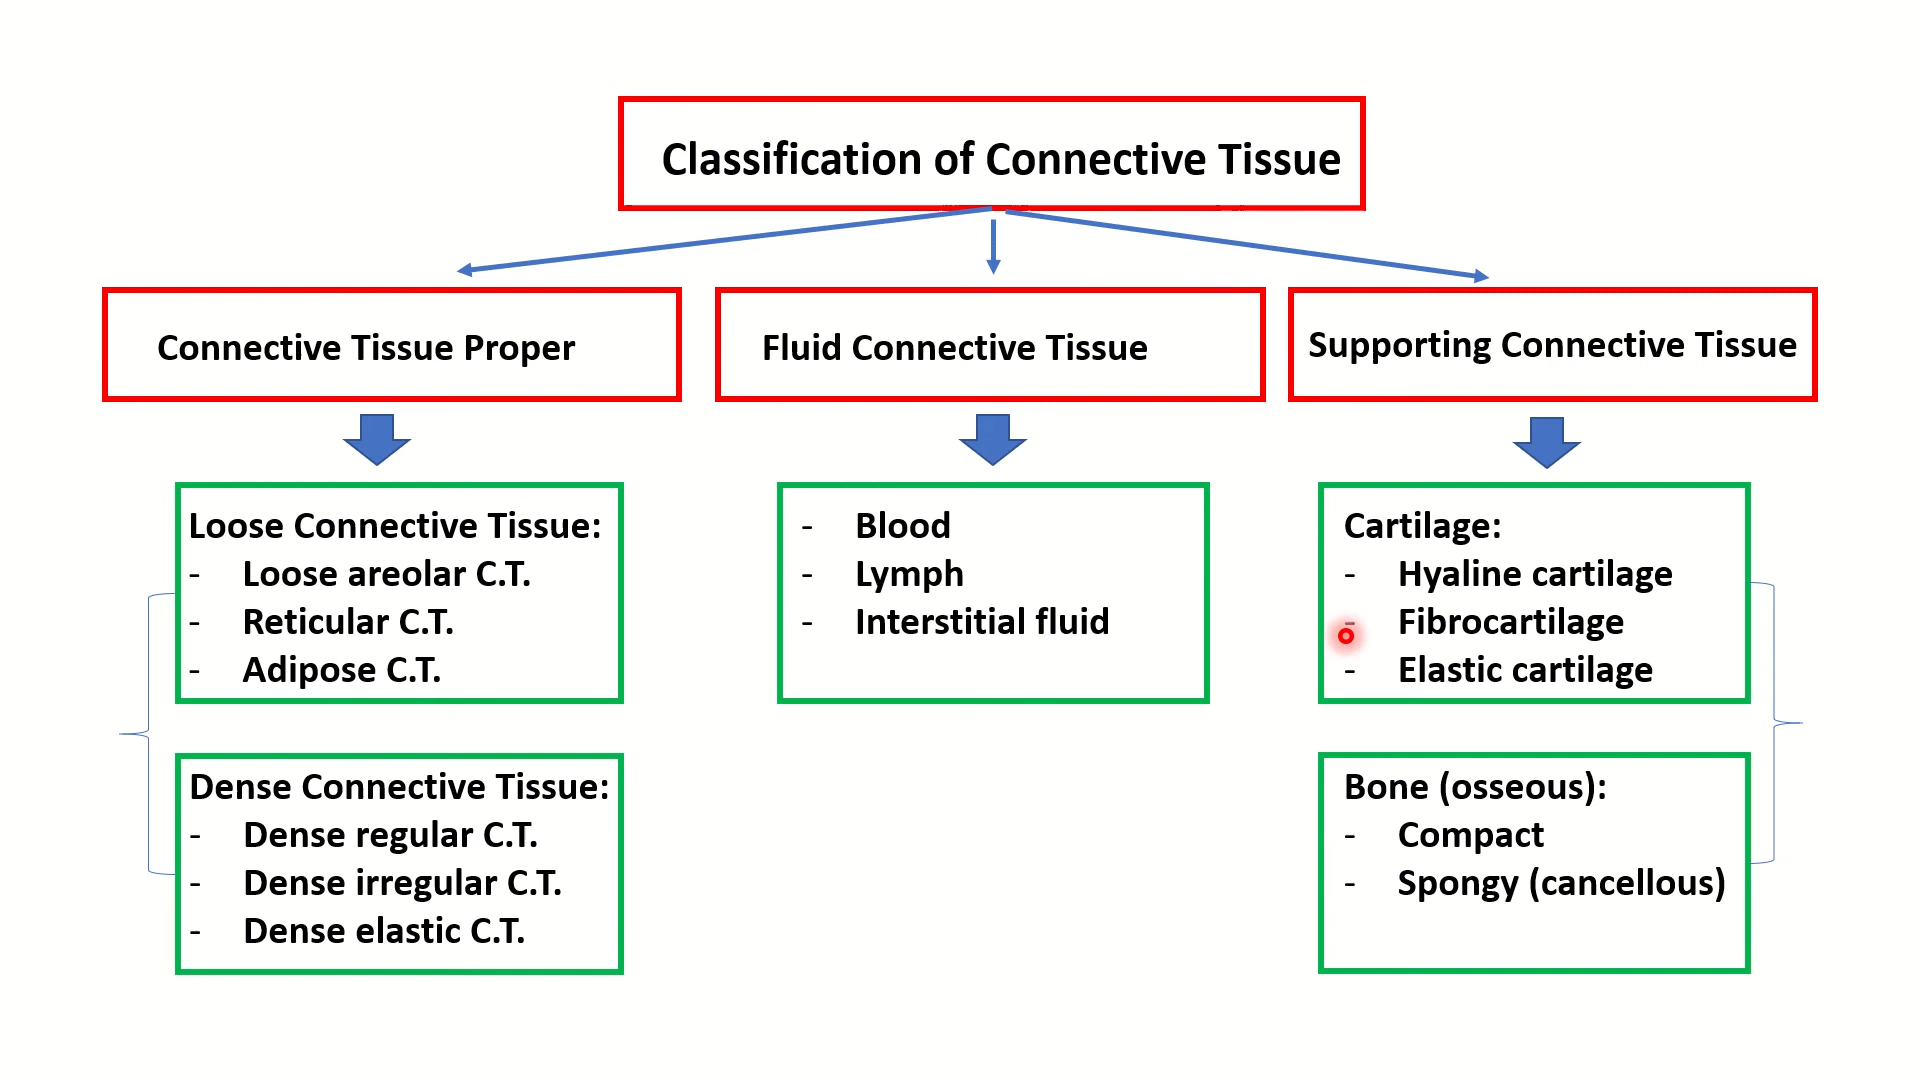 Classification of Connective Tissue
Connective Tissue Proper
Fluid Connective Tissue
Supporting Connective Tissue
Loose Connective Tissue:
- Loose areolar C.T.
- Reticular C.T.
- Adipose C.T.
Dense Connective Tissue:
- Dense regular C.T.
- Dense irregular C.T.
- Dense elastic C.T.
- Blood
- Lymph
- Interstitial fluid
Cartilage:
- Hyaline cartilage
- Fibrocartilage
- Elastic cartilage
Bone (osseous):
- Compact
- Spongy (cancellous)